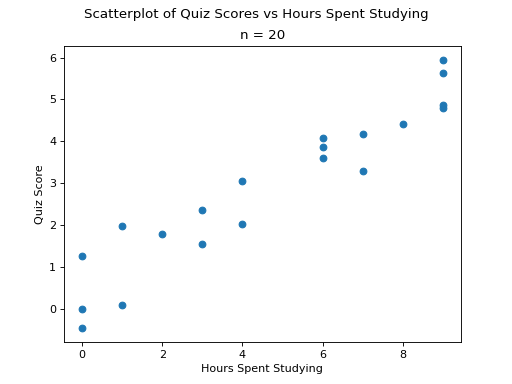 Scatterplot of Quiz Scores vs Hours Spent Studying
n = 20
6
5
4
3
2
1
0
Quiz Score
0 2 4 6 8
Hours Spent Studying